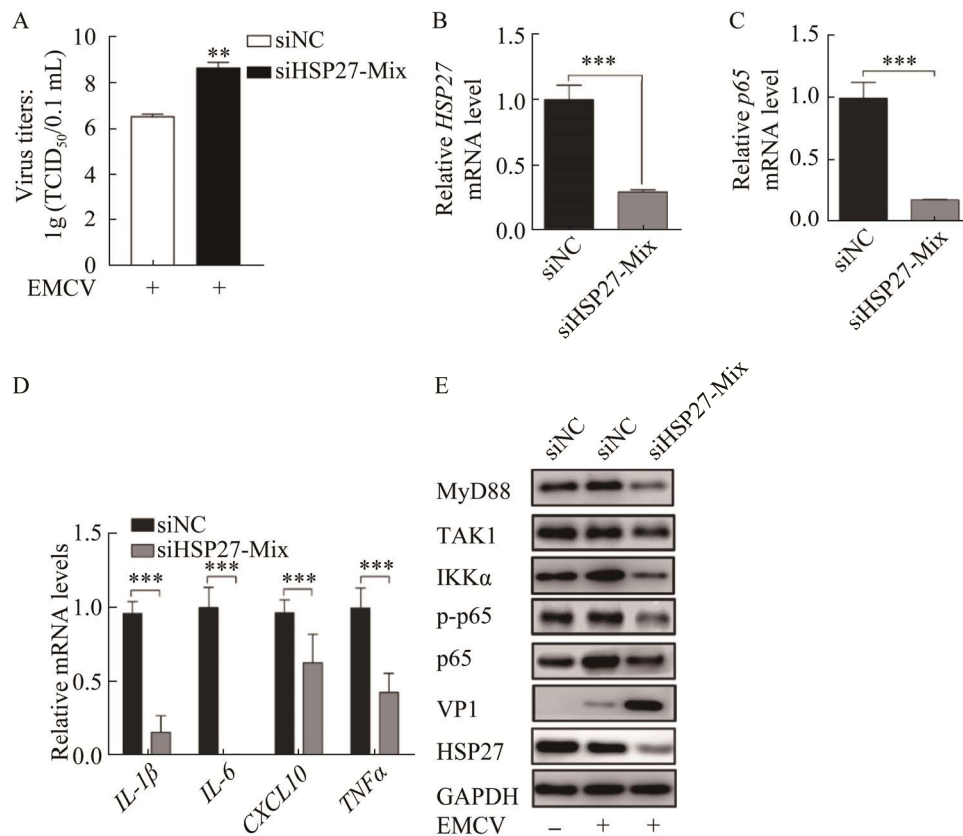 A
siNC
siHSP27-Mix
Virus titers:
1g (TCID50/0.1 mL)
10
8
6
4
2
0
**
EMCV + +
B
Relative HSP27
mRNA level
1.5
1.0
0.5
0.0
***
siNC
siHSP27-Mix
C
Relative p65
mRNA level
1.5
1.0
0.5
0.0
***
siNC
siHSP27-Mix
D
siNC
siHSP27-Mix
Relative mRNA levels
1.5
1.0
0.5
0.0
*** *** *** ***
IL-1β IL-6 CXCL10 TNFα
E
siNC siNC siHSP27-Mix
MyD88
TAK1
IKKα
p-p65
p65
VP1
HSP27
GAPDH
EMCV – + +